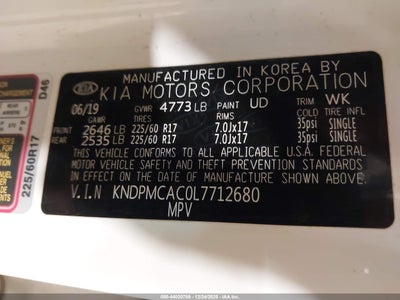 MANUFACTURED IN KOREA BY
KIA KIA MOTORS CORPORATION
06/19 GVWR 4773 LB PAINT UD TRIM WK
GAWR TIRES RIMS COLD TIRE INFL
FRONT 2646 LB 225/60 R17 7.0Jx17 35psi SINGLE
REAR 2535 LB 225/60 R17 7.0Jx17 35psi SINGLE
THIS VEHICLE CONFORMS TO ALL APPLICABLE FEDERAL
MOTOR VEHICLE SAFETY AND THEFT PREVENTION STANDARDS
IN EFFECT ON THE DATE OF MANUFACTURE SHOWN ABOVE
V.I.N KNDPMCAC0L7712680
MPV
D46
225/60R17